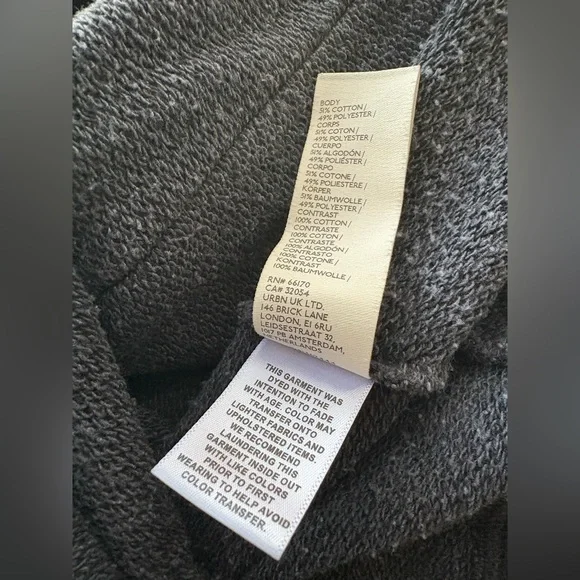 BODY
51% COTTON /
49% POLYESTER /
CORPS
51% COTON /
49% POLYESTER /
CUERPO
51% ALGODÓN /
49% POLIÉSTER /
CORPO
51% COTONE /
49% POLIESTERE /
KÖRPER
51% BAUMWOLLE /
49% POLYESTER /
CONTRAST
100% COTTON /
CONTRASTE
100% COTON /
CONTRASTE
100% ALGODÓN /
CONTRASTO
100% COTONE /
KONTRAST
100% BAUMWOLLE /
RN# 66170
CA# 32054
URBN UK LTD.
146 BRICK LANE
LONDON, E1 6RU
LEIDSESTRAAT 32,
1017 PB AMSTERDAM,
NETHERLANDS
THIS GARMENT WAS
DYED WITH THE
INTENTION TO FADE
WITH AGE. COLOR MAY
TRANSFER ONTO
LIGHTER FABRICS AND
UPHOLSTERED ITEMS.
WE RECOMMEND
LAUNDERING THIS
GARMENT INSIDE OUT
WITH LIKE COLORS
PRIOR TO FIRST
WEARING TO HELP AVOID
COLOR TRANSFER.